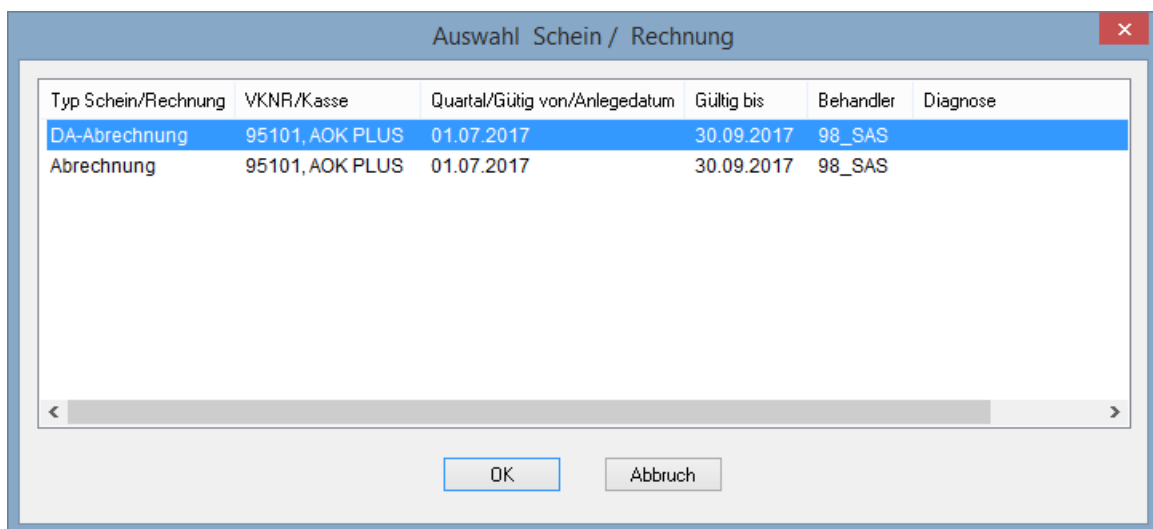 Auswahl Schein / Rechnung
Typ Schein/Rechnung VKNR/Kasse Quartal/Gütig von/Anlegedatum Gültig bis Behandler Diagnose
DA-Abrechnung 95101, AOK PLUS 01.07.2017 30.09.2017 98_SAS
Abrechnung 95101, AOK PLUS 01.07.2017 30.09.2017 98_SAS
OK Abbruch